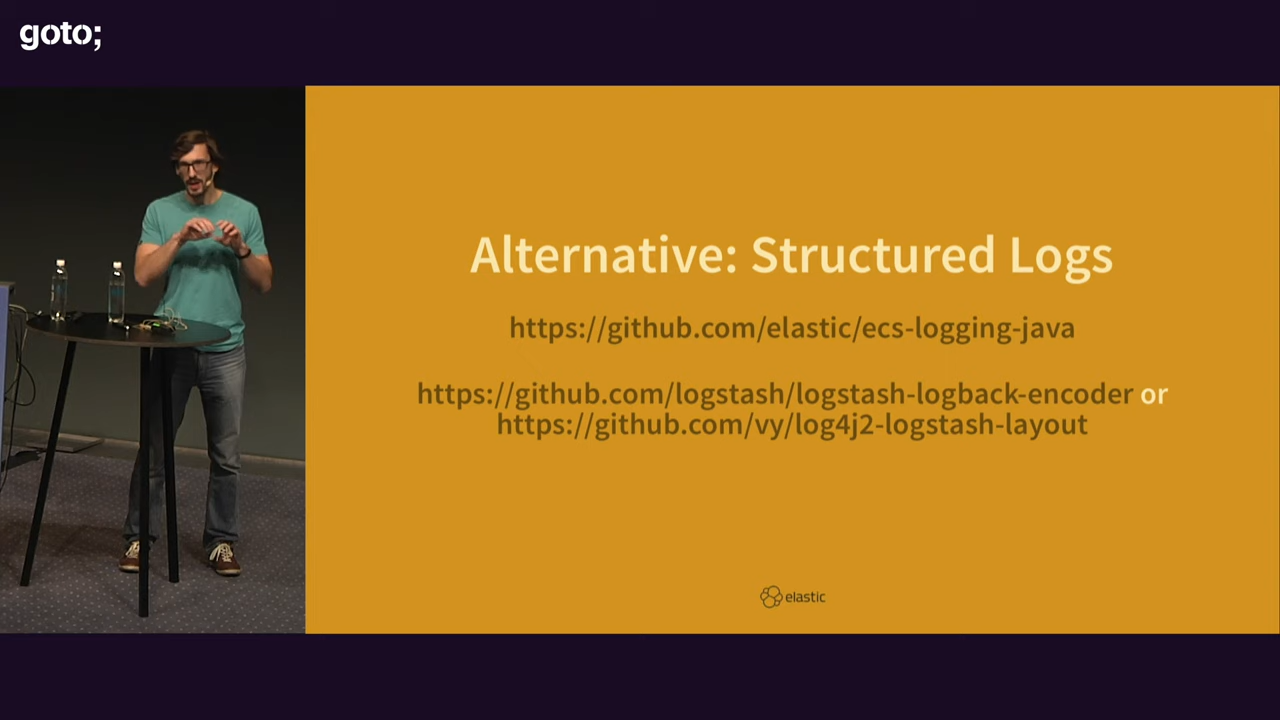 goto;
Alternative: Structured Logs
https://github.com/elastic/ecs-logging-java
https://github.com/logstash/logstash-logback-encoder or
https://github.com/vy/log4j2-logstash-layout
elastic